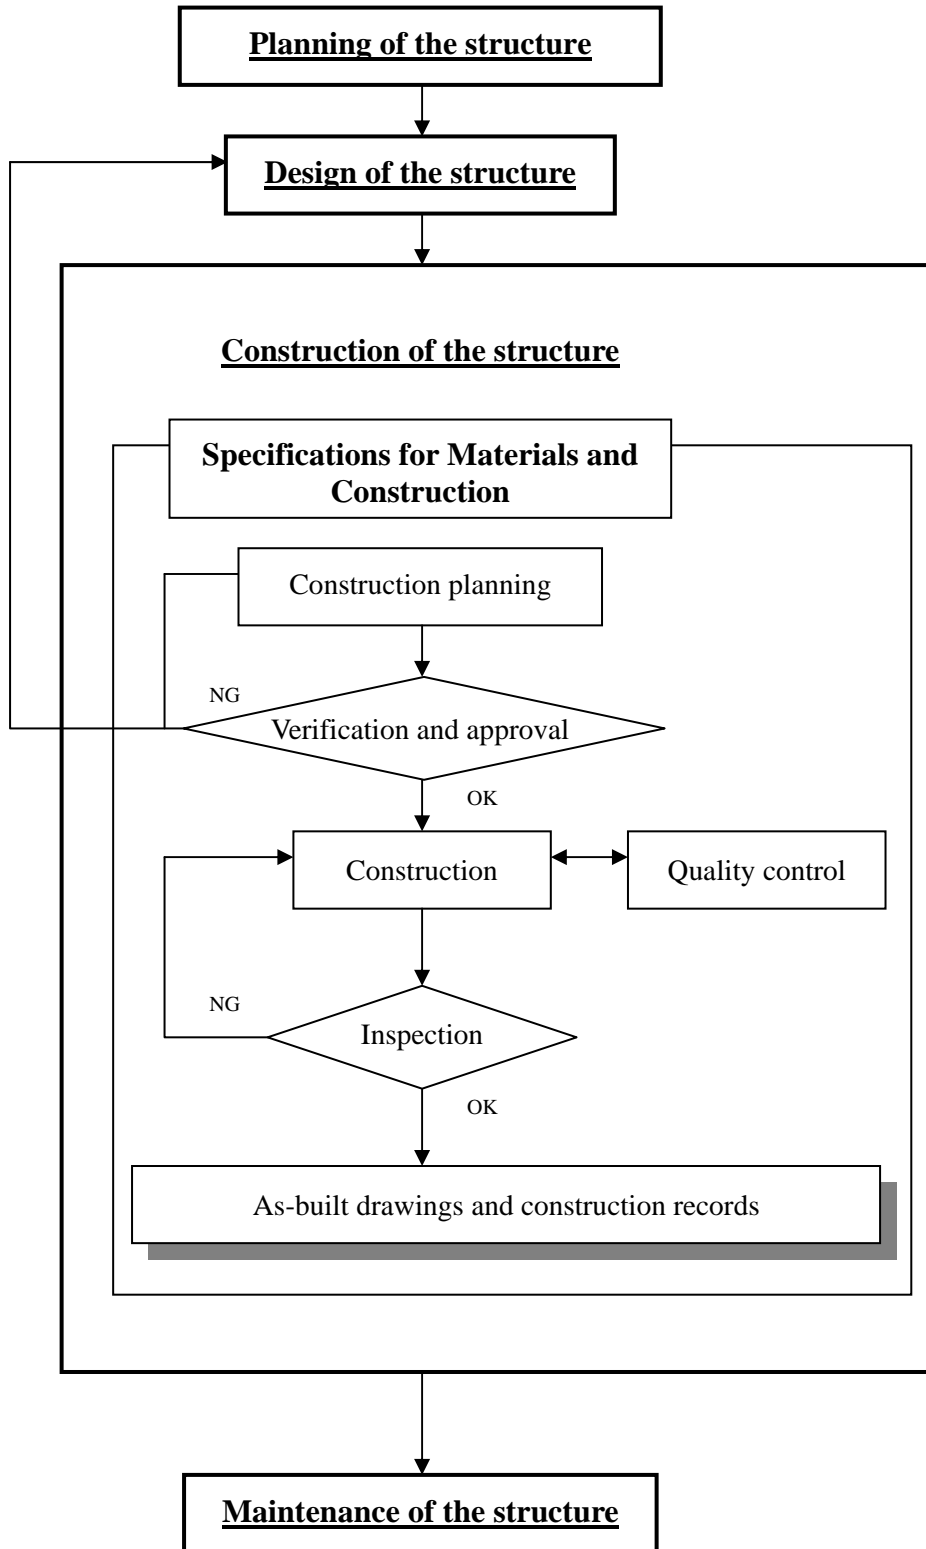 Planning of the structure
Design of the structure
Construction of the structure
Specifications for Materials and
Construction
Construction planning
NG
Verification and approval
OK
Construction
Quality control
NG
Inspection
OK
As-built drawings and construction records
Maintenance of the structure